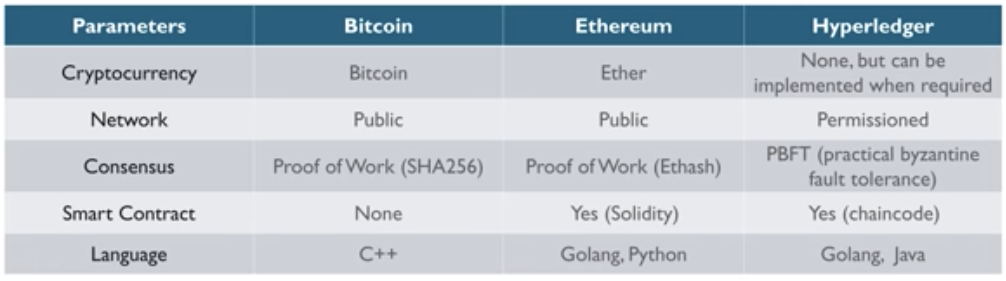 Parameters Bitcoin Ethereum Hyperledger
Cryptocurrency Bitcoin Ether None, but can be
implemented when required
Network Public Public Permissioned
Consensus Proof of Work (SHA256) Proof of Work (Ethash) PBFT (practical byzantine
fault tolerance)
Smart Contract None Yes (Solidity) Yes (chaincode)
Language C++ Golang, Python Golang, Java